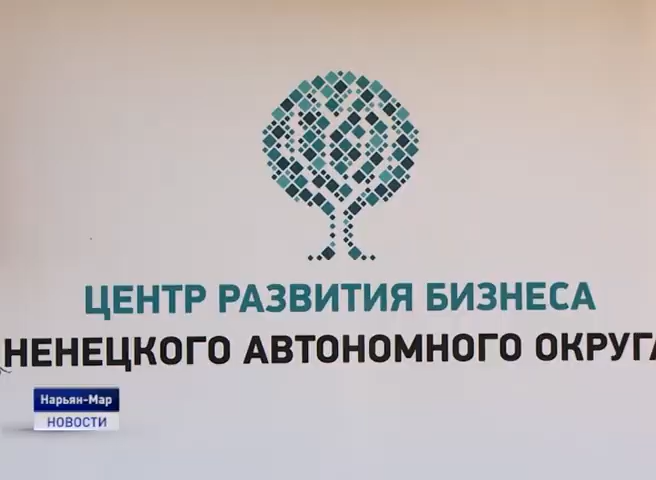 ЦЕНТР РАЗВИТИЯ БИЗНЕСА
НЕНЕЦКОГО АВТОНОМНОГО ОКРУГА
Нарьян-Мар
НОВОСТИ